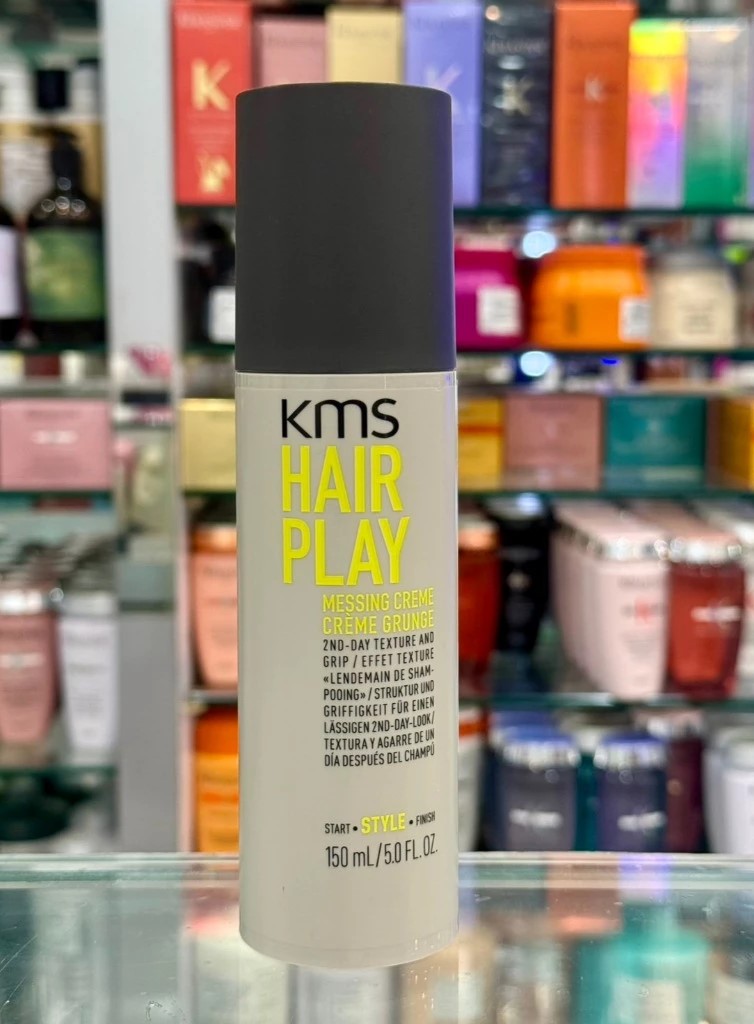 KMS
HAIR
PLAY
MESSING CREME
CRÈME GRUNGE
2ND-DAY TEXTURE AND
GRIP / EFFET TEXTURE
«LENDEMAIN DE SHAM-
POOING» / STRUKTUR UND
GRIFFIGKEIT FÜR EINEN
LÄSSIGEN 2ND-DAY-LOOK/
TEXTURA Y AGARRE DE UN
DÍA DESPUÉS DEL CHAMPÚ
START • STYLE • FINISH
150 mL/5.0 FL. OZ.